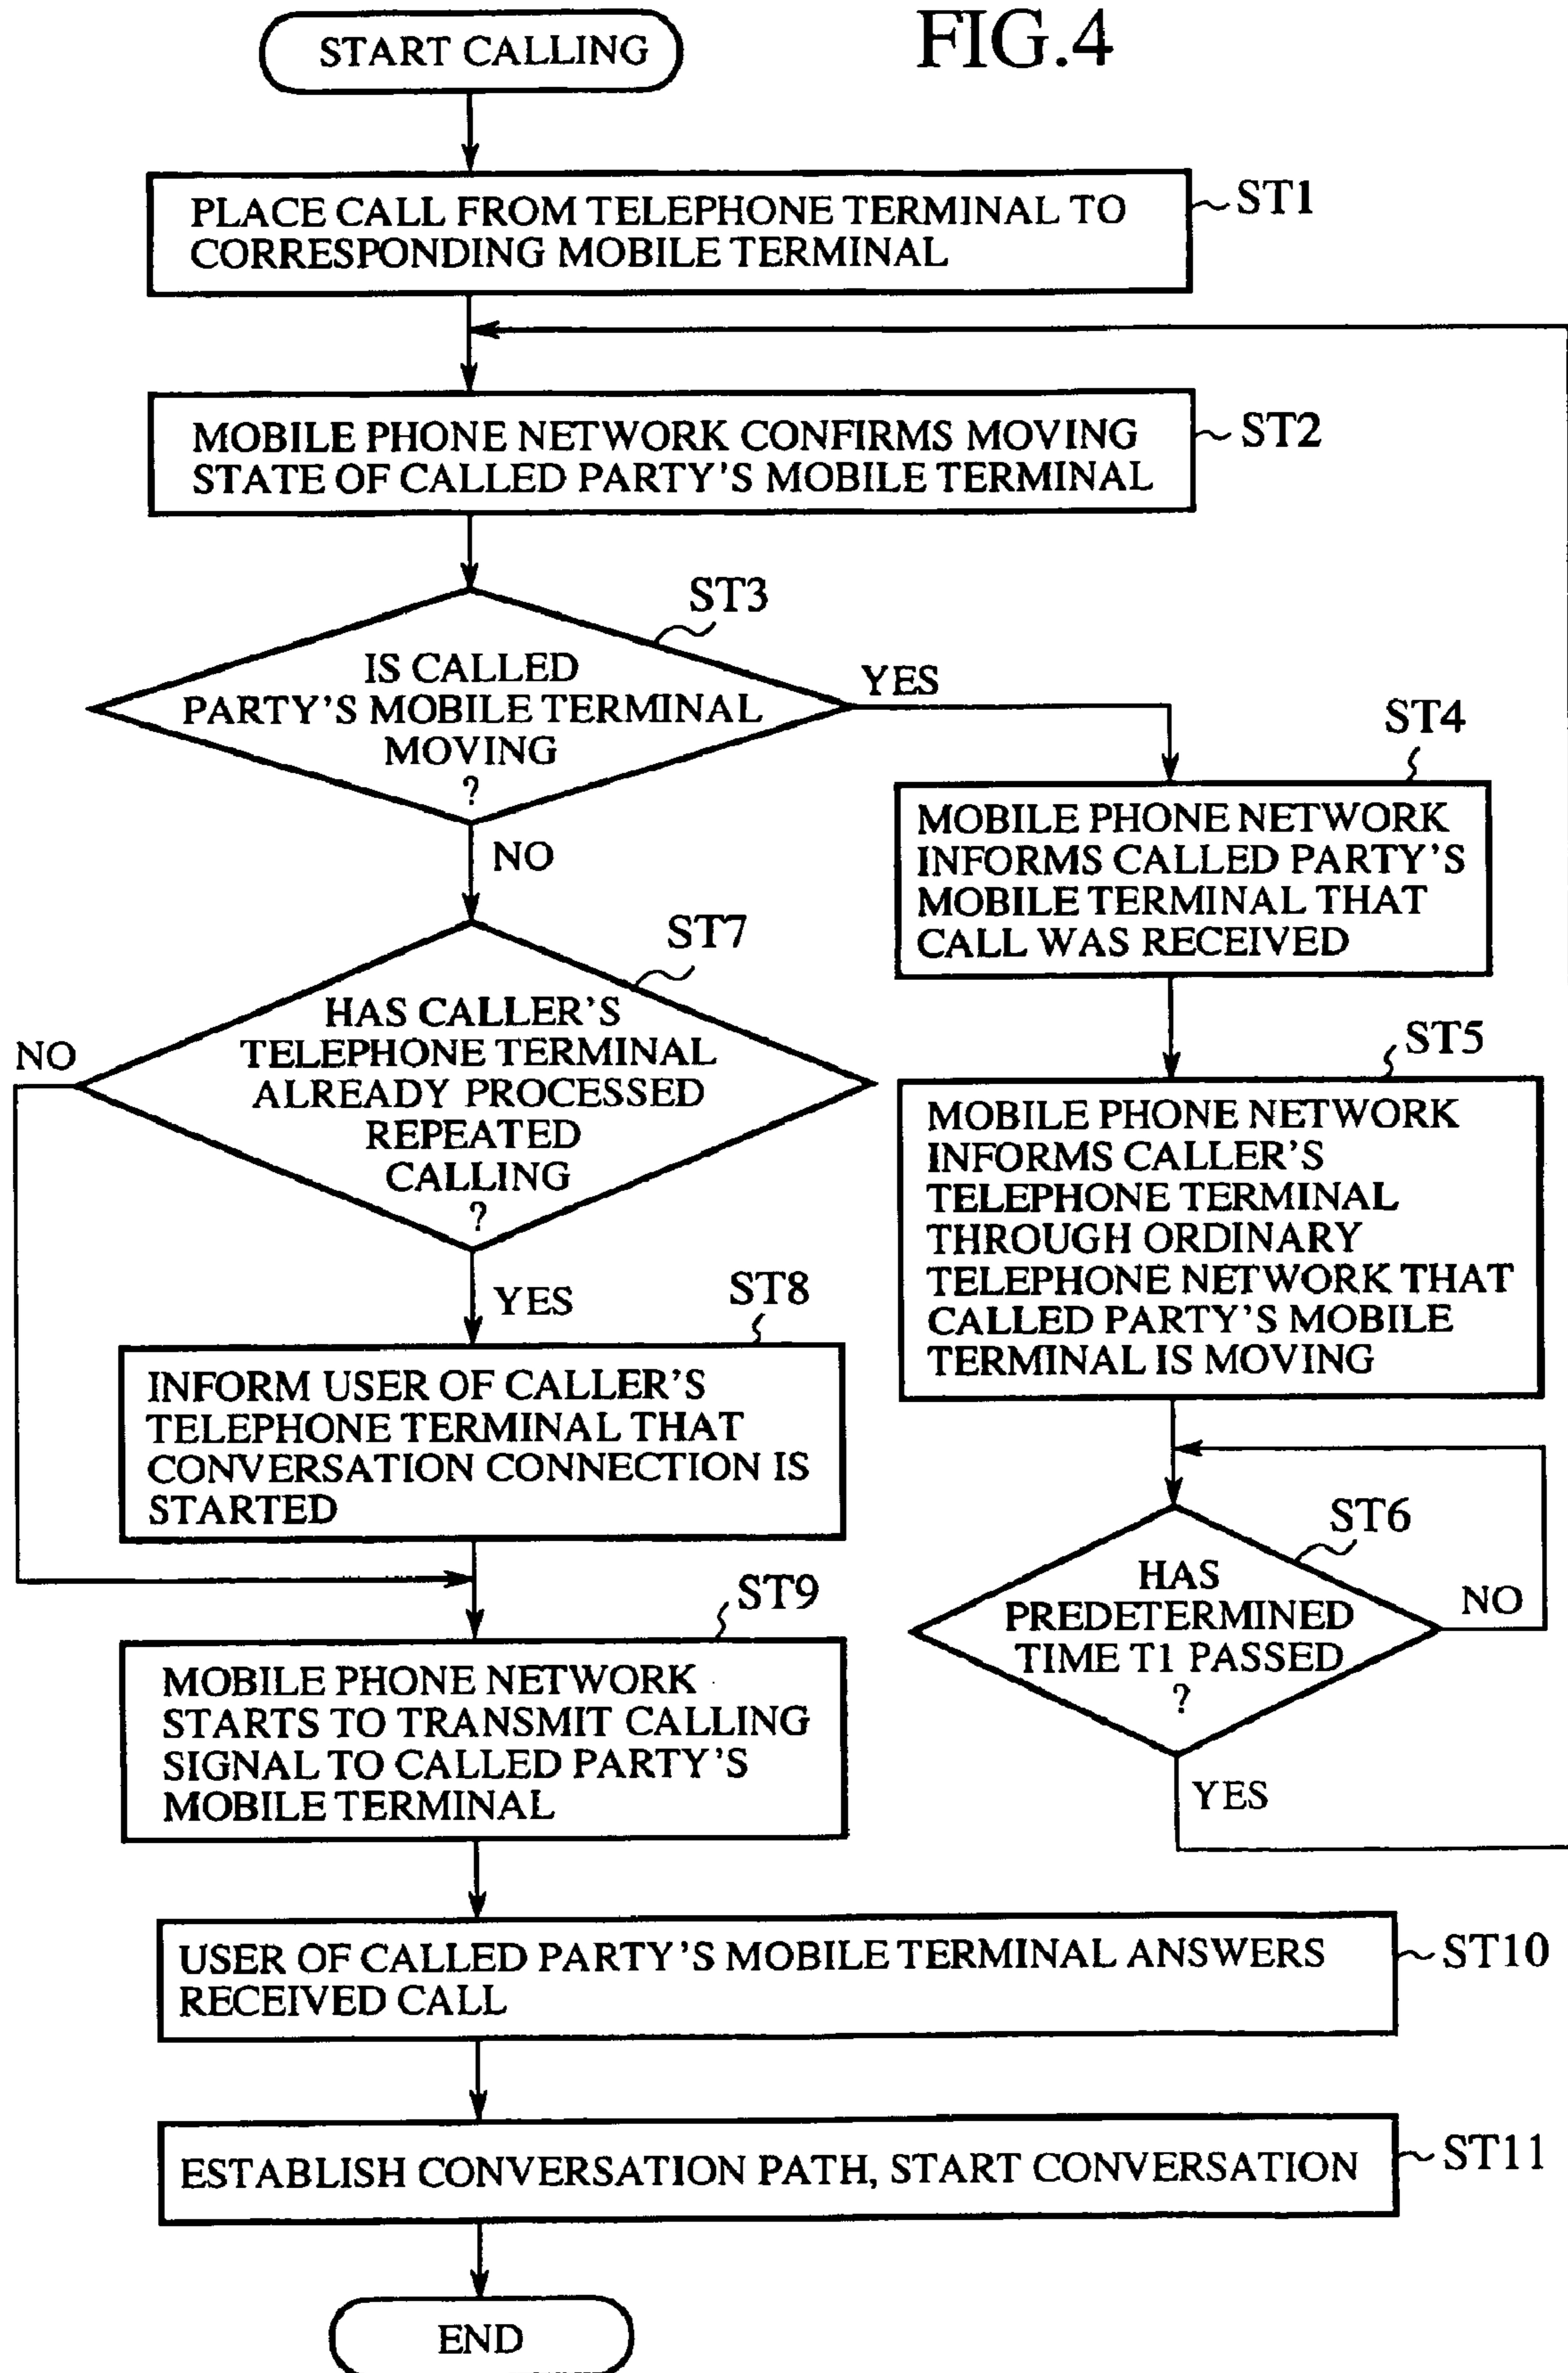 FIG.4
START CALLING
PLACE CALL FROM TELEPHONE TERMINAL TO
CORRESPONDING MOBILE TERMINAL
ST1
MOBILE PHONE NETWORK CONFIRMS MOVING
STATE OF CALLED PARTY'S MOBILE TERMINAL
ST2
ST3
IS CALLED
PARTY'S MOBILE TERMINAL
MOVING
?
YES
NO
ST4
MOBILE PHONE NETWORK
INFORMS CALLED PARTY'S
MOBILE TERMINAL THAT
CALL WAS RECEIVED
ST5
MOBILE PHONE NETWORK
INFORMS CALLER'S
TELEPHONE TERMINAL
THROUGH ORDINARY
TELEPHONE NETWORK THAT
CALLED PARTY'S MOBILE
TERMINAL IS MOVING
ST6
HAS
PREDETERMINED
TIME T1 PASSED
?
NO
YES
ST7
HAS CALLER'S
TELEPHONE TERMINAL
ALREADY PROCESSED
REPEATED
CALLING
?
NO
YES
ST8
INFORM USER OF CALLER'S
TELEPHONE TERMINAL THAT
CONVERSATION CONNECTION IS
STARTED
ST9
MOBILE PHONE NETWORK
STARTS TO TRANSMIT CALLING
SIGNAL TO CALLED PARTY'S
MOBILE TERMINAL
USER OF CALLED PARTY'S MOBILE TERMINAL ANSWERS
RECEIVED CALL
ST10
ESTABLISH CONVERSATION PATH, START CONVERSATION
ST11
END